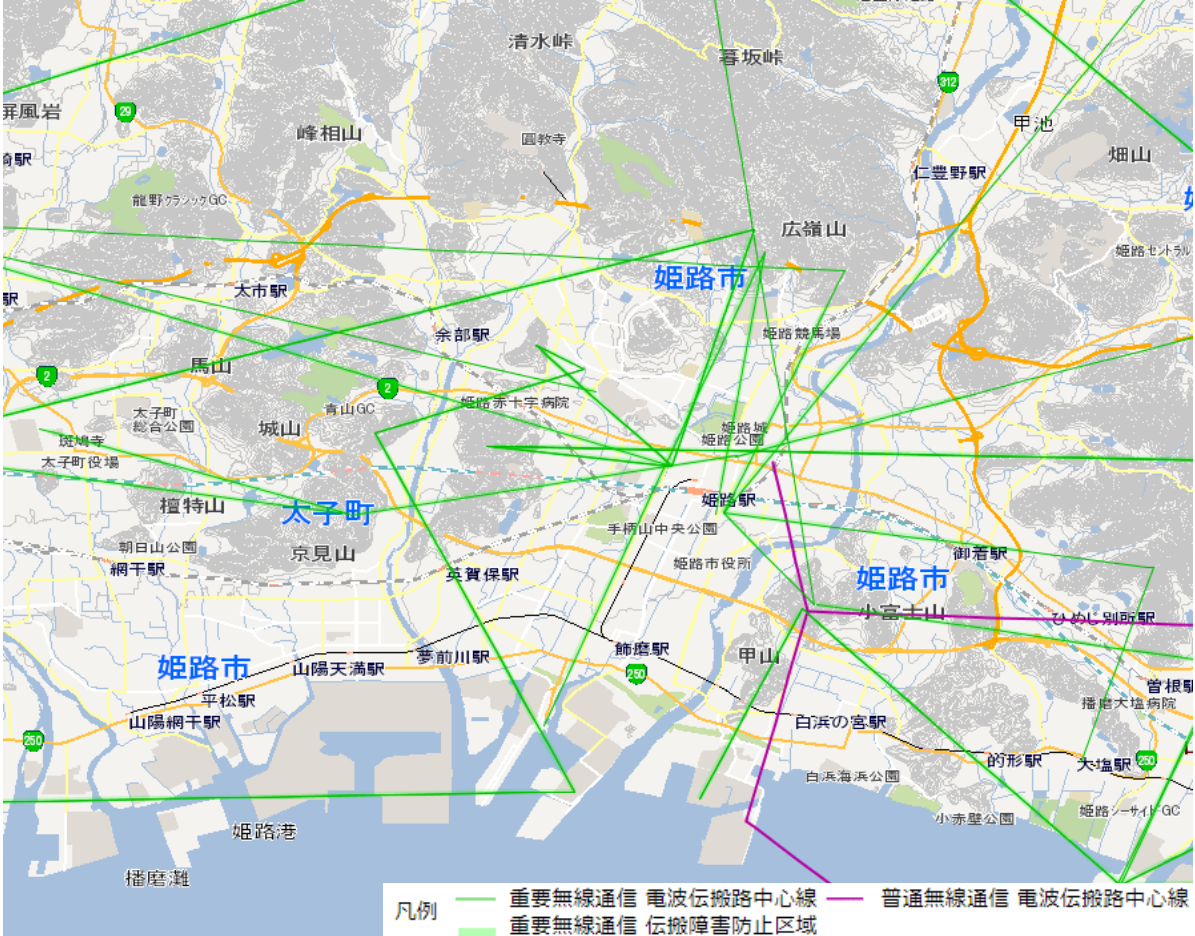 清水峠
暮坂峠
312
屏風岩
29
峰相山
圓教寺
甲池
畑山
崎駅
仁豊野駅
龍野クラシックGC
広嶺山
姫路セントラル
姫路市
太市駅
駅
余部駅
姫路競馬場
馬山
2
2
太子町
総合公園
青山GC
姫路赤十字病院
城山
姫路城
姫路公園
斑鳩寺
太子町役場
檀特山
太子町
姫路駅
手柄山中央公園
朝日山公園
京見山
網干駅
英賀保駅
姫路市役所
御着駅
姫路市
小富士山
ひめじ別所駅
飾磨駅
甲山
夢前川駅
姫路市
山陽天満駅
250
曽根駅
平松駅
播磨大塩病院
山陽網干駅
白浜の宮駅
250
的形駅
大塩駅
250
白浜海浜公園
姫路シーサイドGC
小赤壁公園
姫路港
播磨灘
凡例
重要無線通信 電波伝搬路中心線
普通無線通信 電波伝搬路中心線
重要無線通信 伝搬障害防止区域